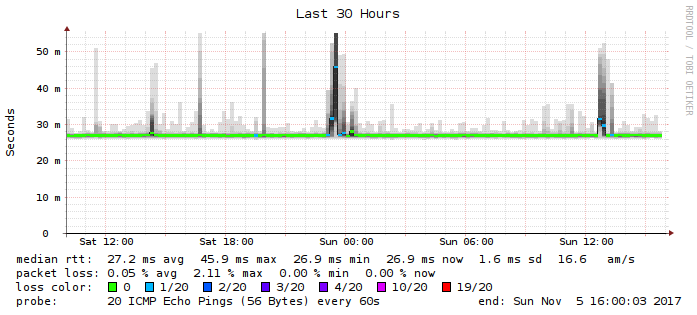 Last 30 Hours
RRDTOOL / TOBI OETIKER
Seconds
50 m
40 m
30 m
20 m
10 m
0
Sat 12:00 Sat 18:00 Sun 00:00 Sun 06:00 Sun 12:00
median rtt: 27.2 ms avg 45.9 ms max 26.9 ms min 26.9 ms now 1.6 ms sd 16.6 am/s
packet loss: 0.05 % avg 2.11 % max 0.00 % min 0.00 % now
loss color: 0 1/20 2/20 3/20 4/20 10/20 19/20
probe: 20 ICMP Echo Pings (56 Bytes) every 60s end: Sun Nov 5 16:00:03 2017